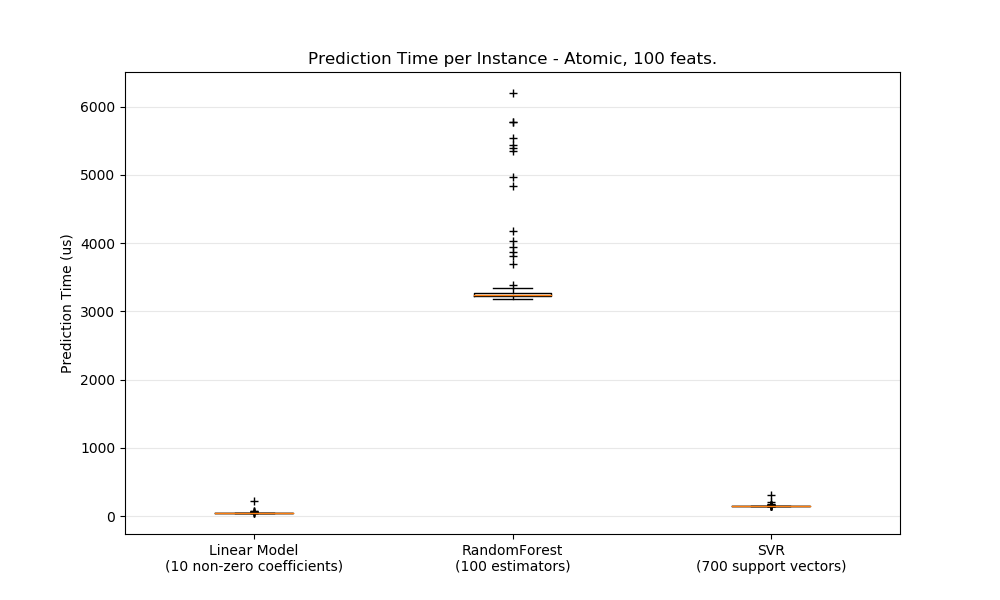 Prediction Time per Instance - Atomic, 100 feats.
Prediction Time (us)
6000
5000
4000
3000
2000
1000
0
Linear Model
(10 non-zero coefficients)
RandomForest
(100 estimators)
SVR
(700 support vectors)